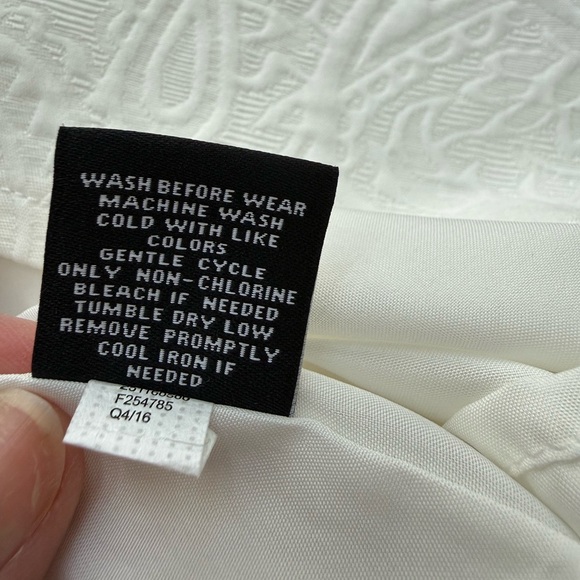 WASH BEFORE WEAR
MACHINE WASH
COLD WITH LIKE
COLORS
GENTLE CYCLE
ONLY NON-CHLORINE
BLEACH IF NEEDED
TUMBLE DRY LOW
REMOVE PROMPTLY
COOL IRON IF
NEEDED
F254785
Q4/16